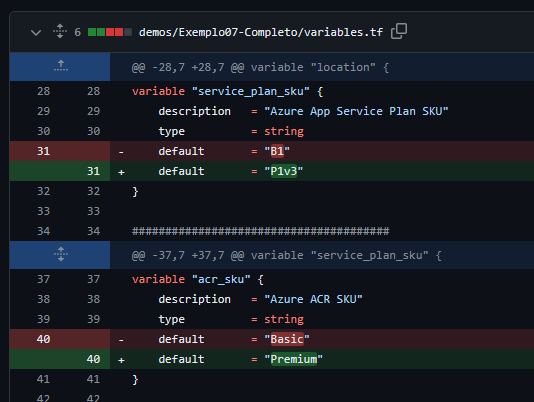 6 demos/Exemplo07-Completo/variables.tf
@@ -28,7 +28,7 @@ variable "location" {
28 28 variable "service_plan_sku" {
29 29 description = "Azure App Service Plan SKU"
30 30 type = string
31 - default = "B1"
31 + default = "P1v3"
32 32 }
33 33
34 34 #######################################
@@ -37,7 +37,7 @@ variable "service_plan_sku" {
37 37 variable "acr_sku" {
38 38 description = "Azure ACR SKU"
39 39 type = string
40 - default = "Basic"
40 + default = "Premium"
41 41 }
42 42